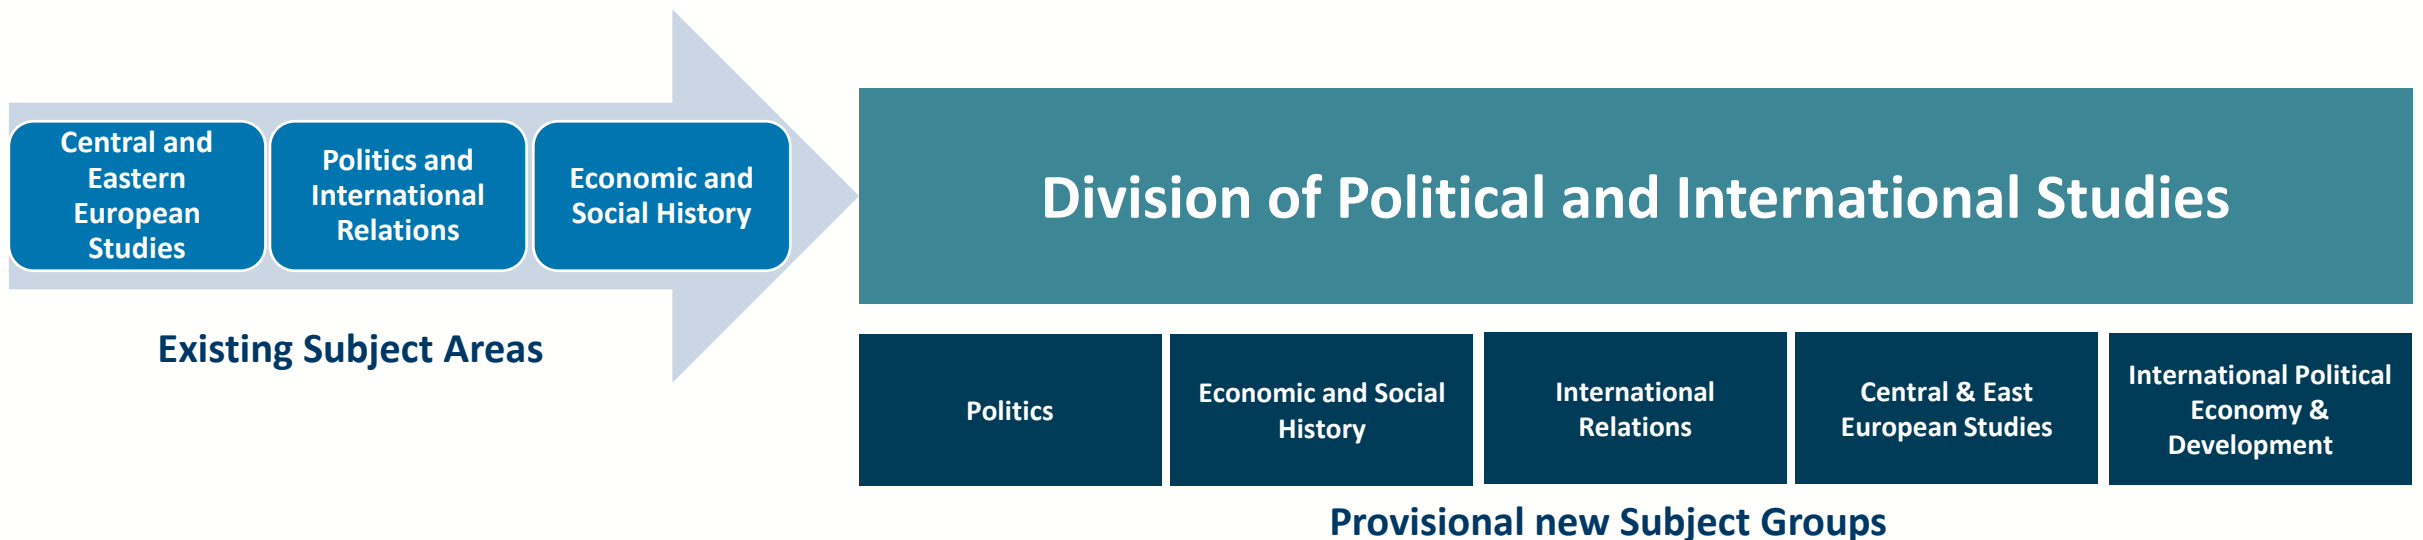 Central and
Eastern
European
Studies
Politics and
International
Relations
Economic and
Social History
Existing Subject Areas
Division of Political and International Studies
Politics
Economic and Social
History
International
Relations
Central & East
European Studies
International Political
Economy &
Development
Provisional new Subject Groups